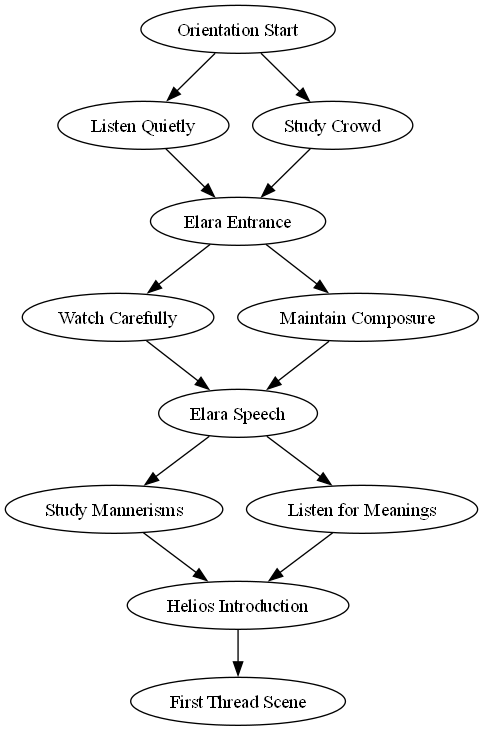 Orientation Start
Listen Quietly
Study Crowd
Elara Entrance
Watch Carefully
Maintain Composure
Elara Speech
Study Mannerisms
Listen for Meanings
Helios Introduction
First Thread Scene